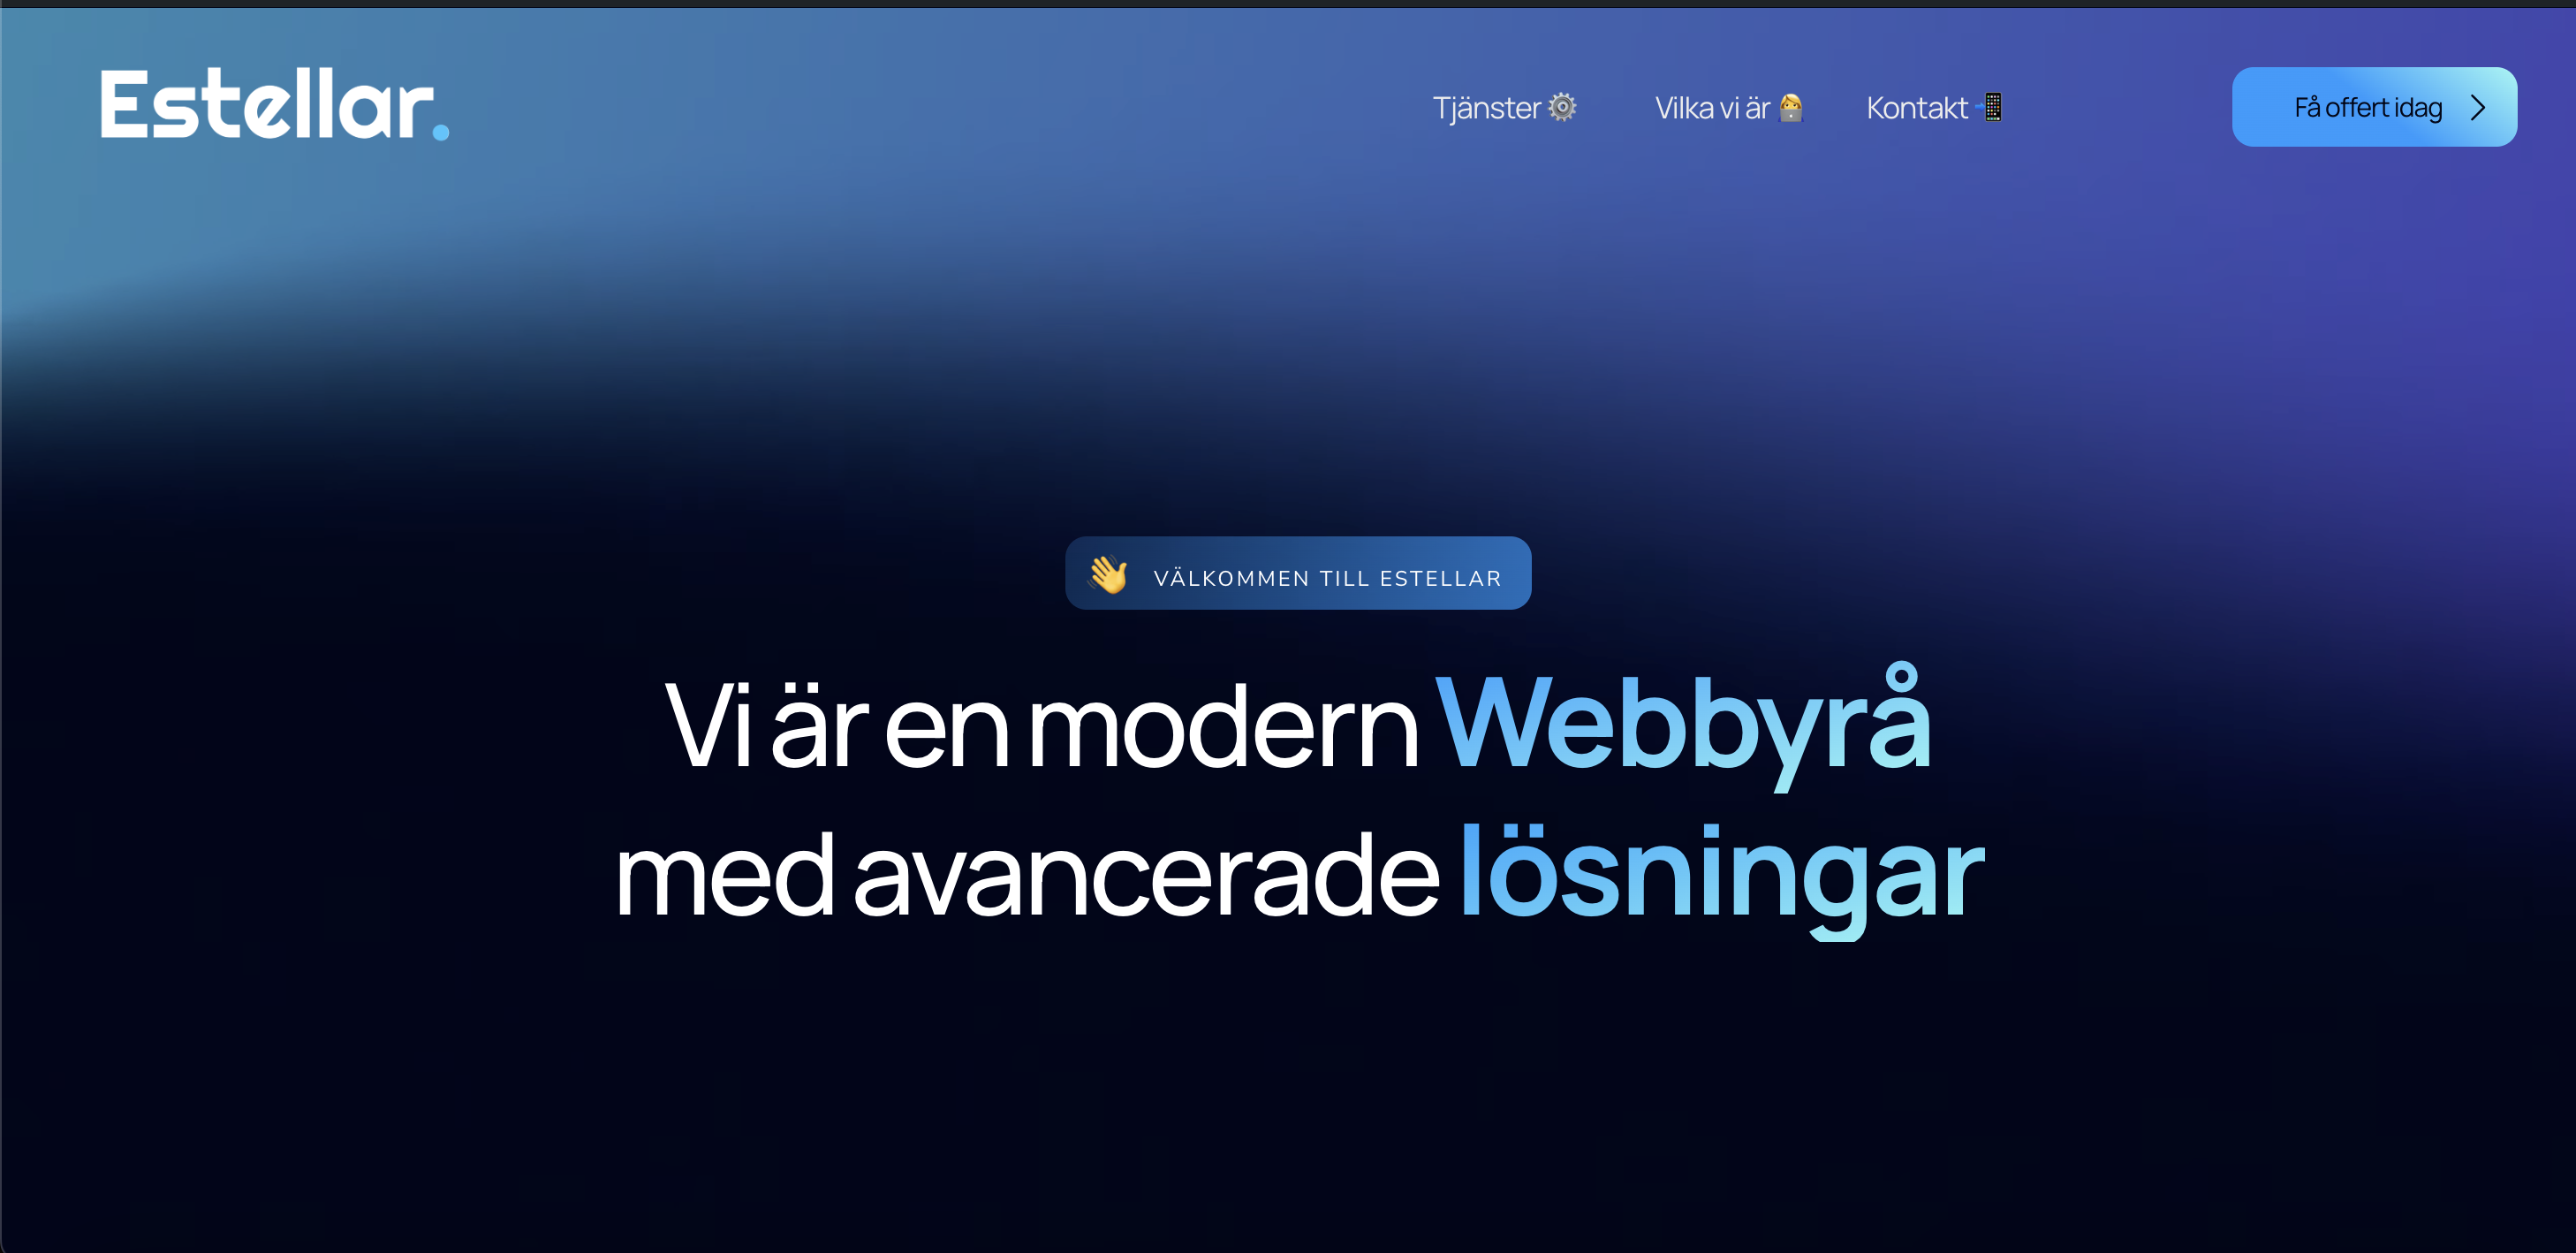 Estellar.
Tjänster ⚙️
Vilka vi är 👩‍💻
Kontakt 📲
Få offert idag
👋 VÄLKOMMEN TILL ESTELLAR
Vi är en modern Webbyrå
med avancerade lösningar